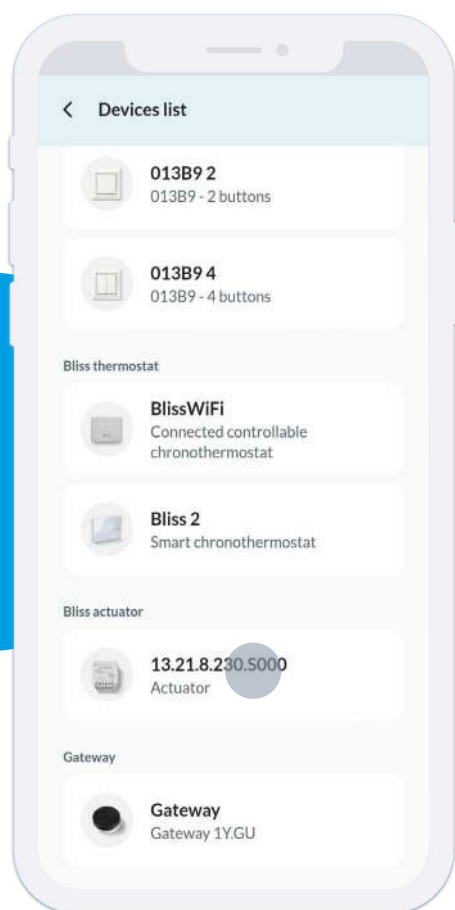 Devices list
013B9 2
013B9 - 2 buttons
013B9 4
013B9 - 4 buttons
Bliss thermostat
BlissWiFi
Connected controllable
chronothermostat
Bliss 2
Smart chronothermostat
Bliss actuator
13.21.8.230.S000
Actuator
Gateway
Gateway
Gateway 1Y.GU